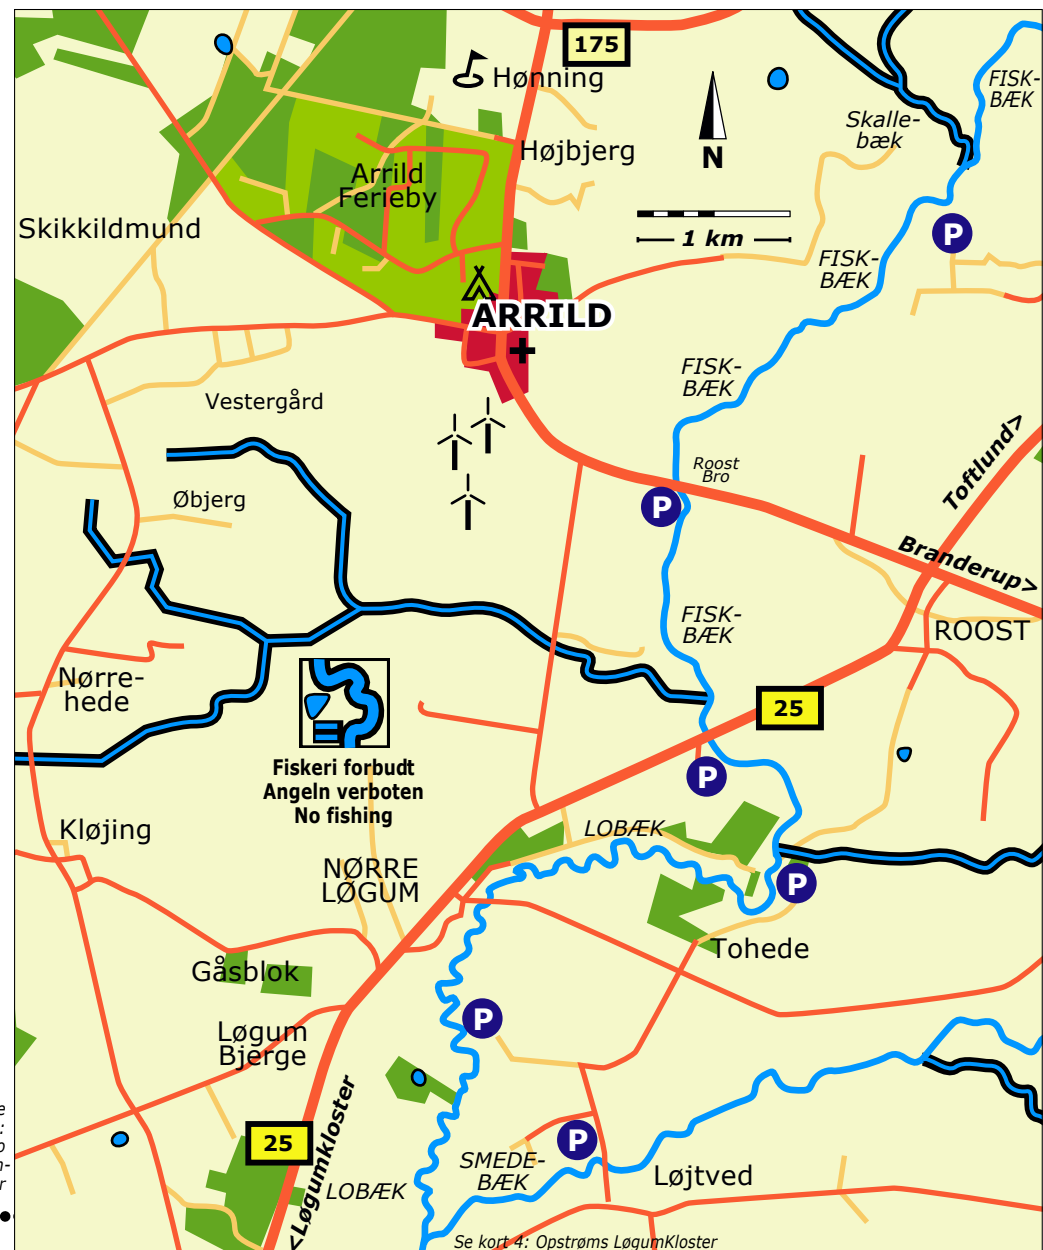 175
Hønning
FISK-
BÆK
Skalle-
bæk
Højbjerg
N
Arrild
Ferieby
Skikkildmund
P
1 km
FISK-
BÆK
ARRILD
FISK-
BÆK
Vestergård
Roost
Bro
Toftlund>
Øbjerg
P
Branderup>
FISK-
BÆK
ROOST
Nørre-
hede
25
Fiskeri forbudt
Angeln verboten
No fishing
P
Kløjing
LOBÆK
NØRRE
LØGUM
P
Tohede
Gåsblok
P
Løgum
Bjerge
<Løgumkloster
25
P
SMEDE-
BÆK
Løjtved
LOBÆK
Se kort 4: Opstrøms LøgumKloster